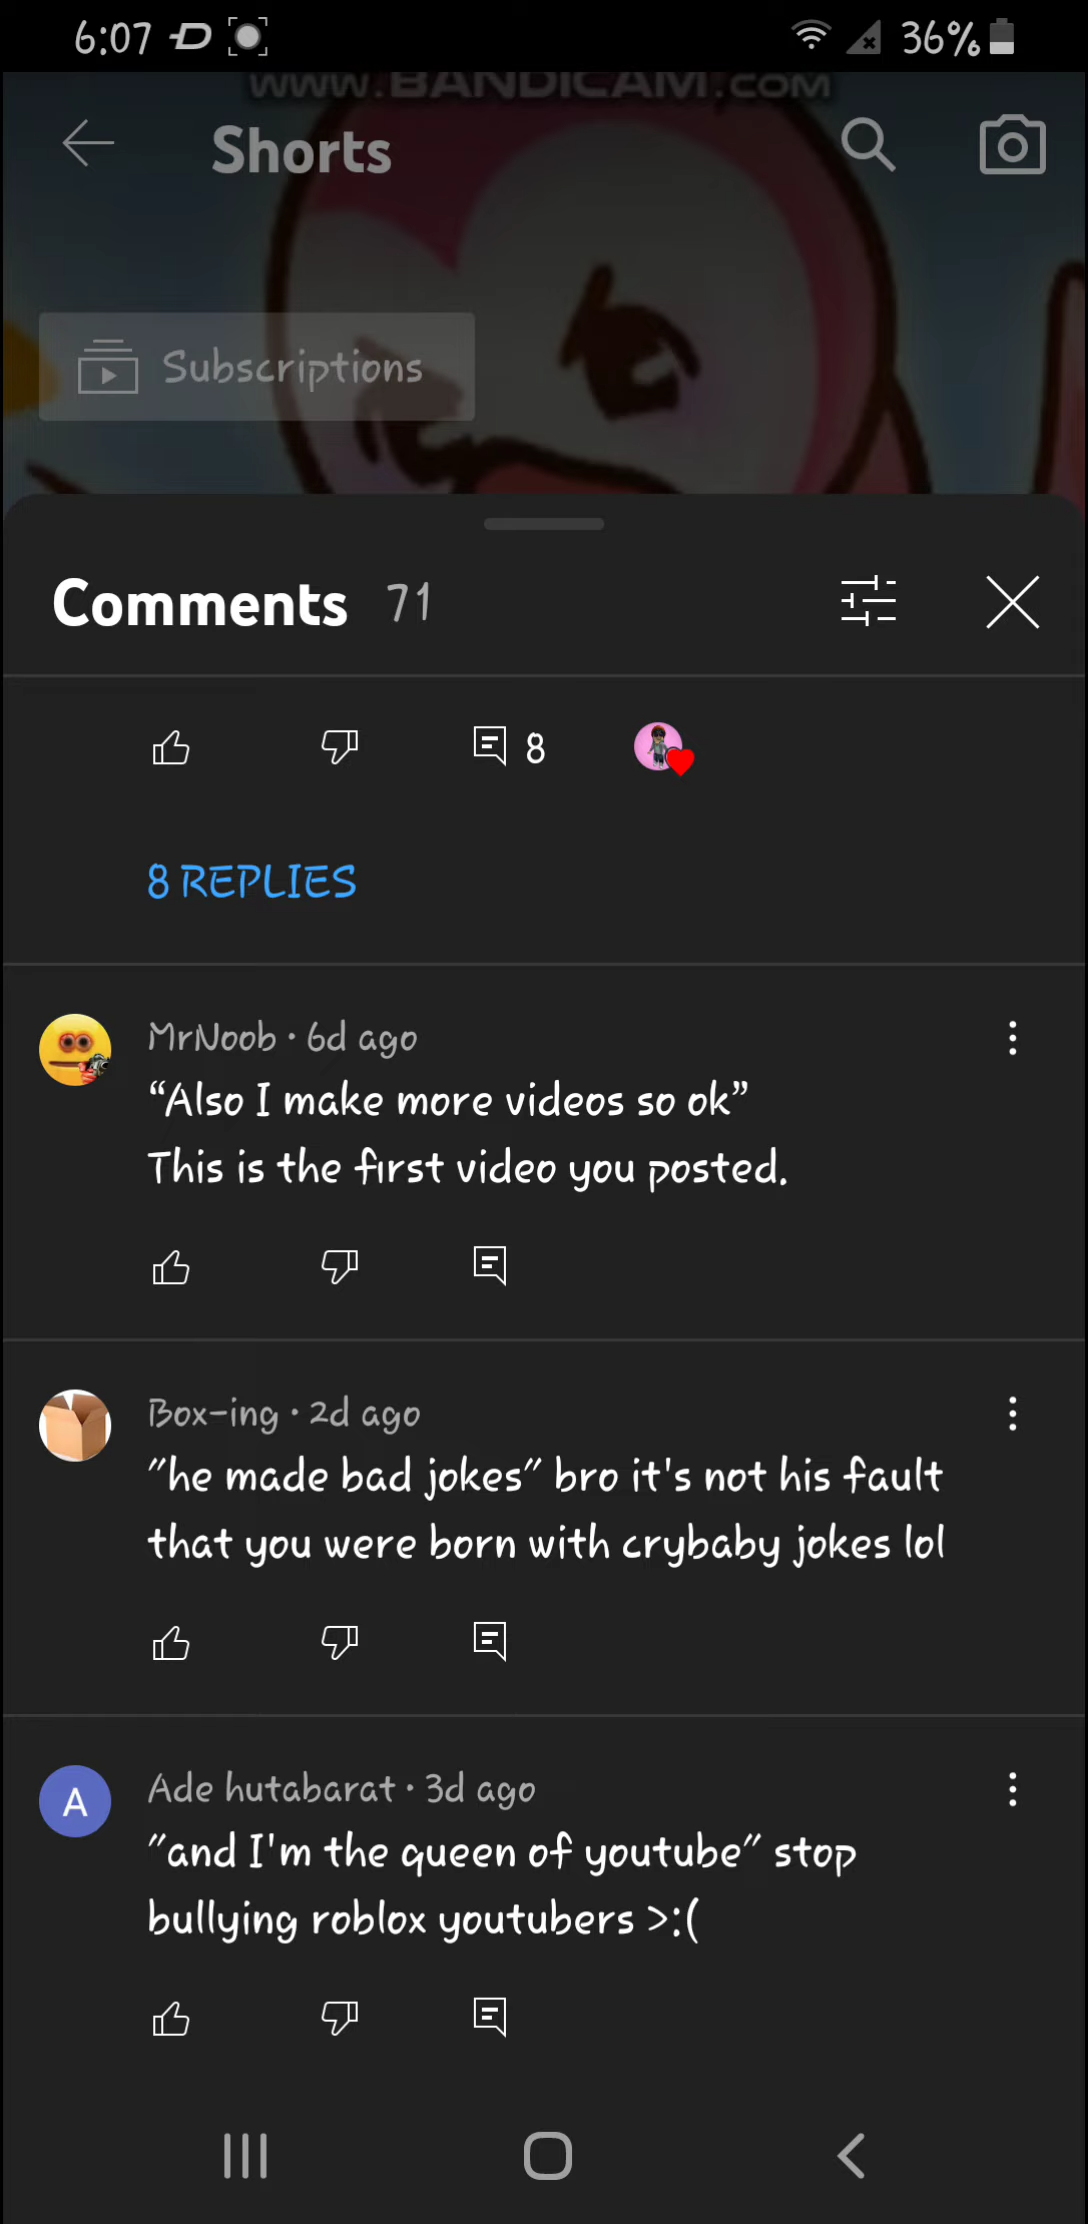 6:07
36%
www.BANDICAM.com
Shorts
Subscriptions
Comments 71
8
8 REPLIES
MrNoob · 6d ago
“Also I make more videos so ok”
This is the first video you posted.
Box-ing · 2d ago
"he made bad jokes" bro it's not his fault
that you were born with crybaby jokes lol
A
Ade hutabarat · 3d ago
"and I'm the queen of youtube" stop
bullying roblox youtubers >:(